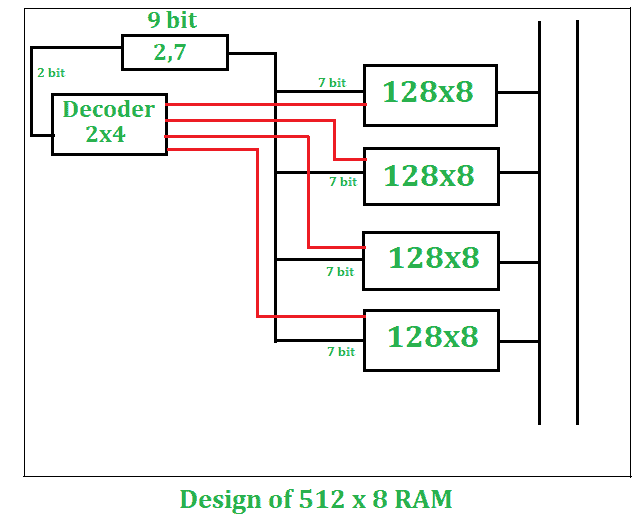 9 bit
2,7
2 bit
Decoder
2x4
7 bit
128x8
128x8
7 bit
128x8
7 bit
128x8
7 bit
Design of 512 x 8 RAM